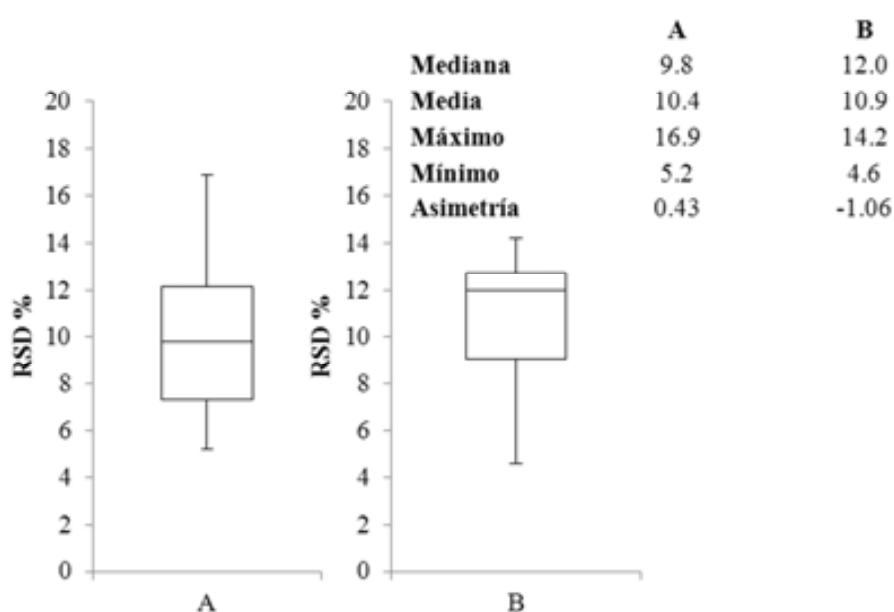 A B
Mediana 9.8 12.0
Media 10.4 10.9
Máximo 16.9 14.2
Mínimo 5.2 4.6
Asimetría 0.43 -1.06
RSD %
20
18
16
14
12
10
8
6
4
2
0
A
RSD %
20
18
16
14
12
10
8
6
4
2
0
B